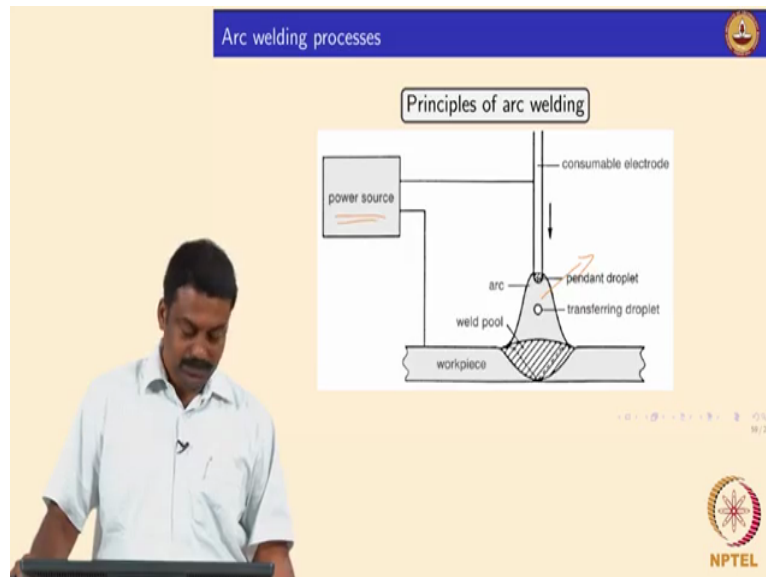 Arc welding processes
Principles of arc welding
consumable electrode
power source
pendant droplet
arc
transferring droplet
weld pool
workpiece
NPTEL